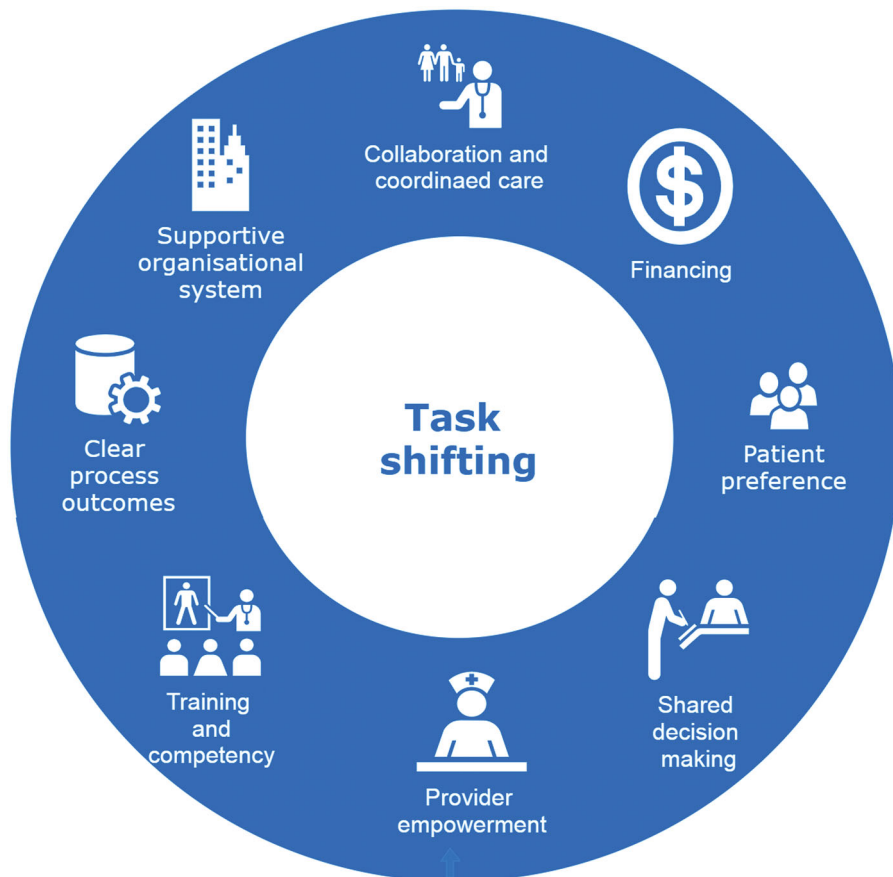 Collaboration and
coordinaed care
Financing
Patient
preference
Shared
decision
making
Provider
empowerment
Training
and
competency
Clear
process
outcomes
Supportive
organisational
system
Task
shifting